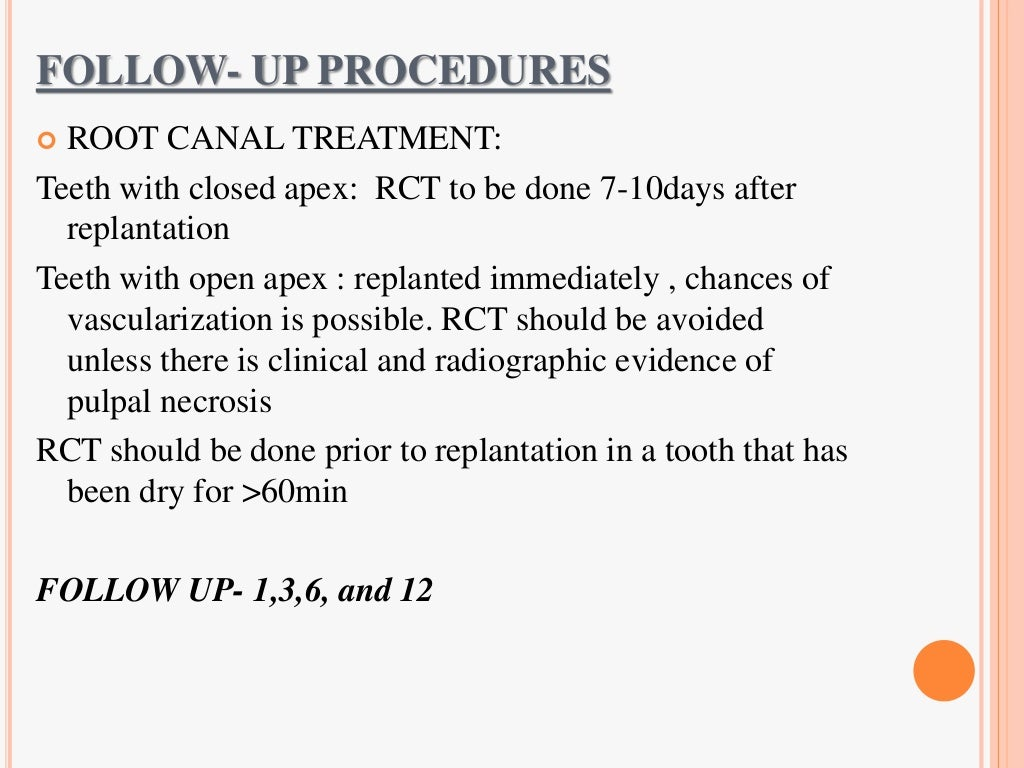 FOLLOW- UP PROCEDURES
ROOT CANAL TREATMENT:
Teeth with closed apex:  RCT to be done 7-10days after
replantation
Teeth with open apex : replanted immediately , chances of
vascularization is possible. RCT should be avoided
unless there is clinical and radiographic evidence of
pulpal necrosis
RCT should be done prior to replantation in a tooth that has
been dry for >60min
FOLLOW UP- 1,3,6, and 12